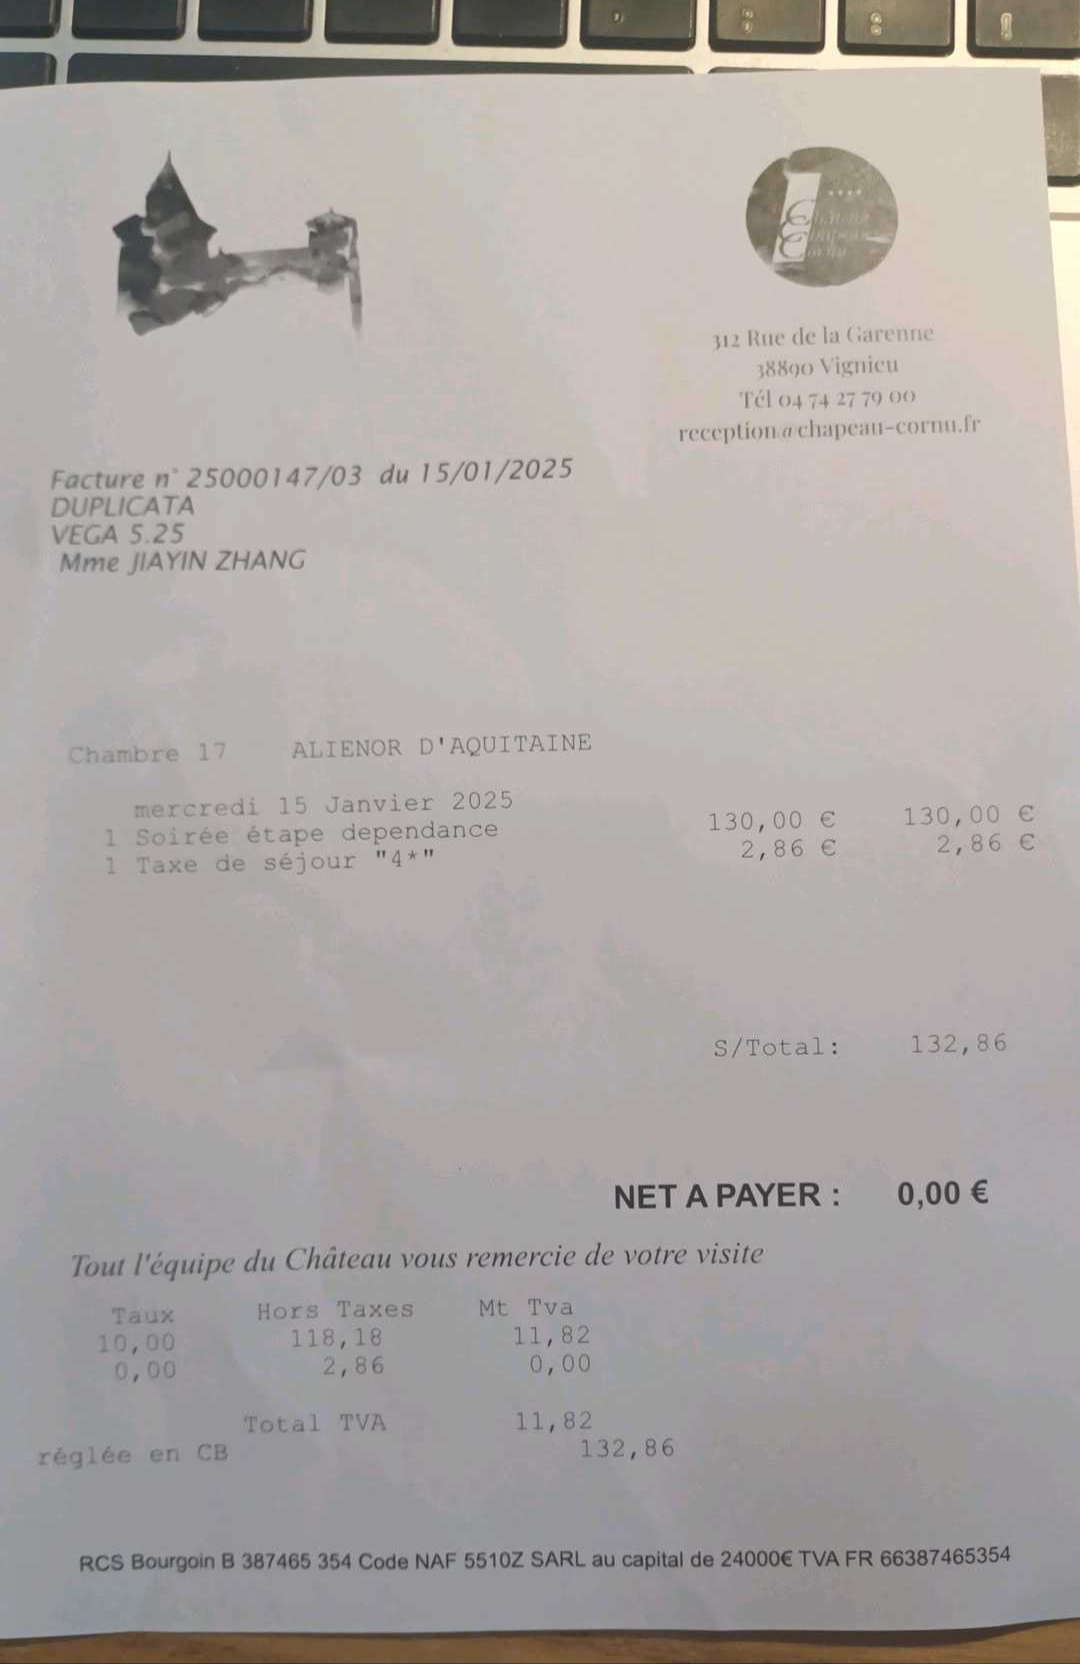 Château
Chapeau
Cornu
312 Rue de la Garenne
38890 Vignieu
Tél 04 74 27 79 00
reception@chapeau-cornu.fr
Facture n° 25000147/03 du 15/01/2025
DUPLICATA
VEGA 5.25
Mme JIAYIN ZHANG
Chambre 17 ALIENOR D'AQUITAINE
mercredi 15 Janvier 2025
1 Soirée étape dependance 130,00 € 130,00 €
1 Taxe de séjour "4*" 2,86 € 2,86 €
S/Total: 132,86
NET A PAYER : 0,00 €
Tout l'équipe du Château vous remercie de votre visite
Taux Hors Taxes Mt Tva
10,00 118,18 11,82
0,00 2,86 0,00
Total TVA 11,82
réglée en CB 132,86
RCS Bourgoin B 387465 354 Code NAF 5510Z SARL au capital de 24000€ TVA FR 66387465354